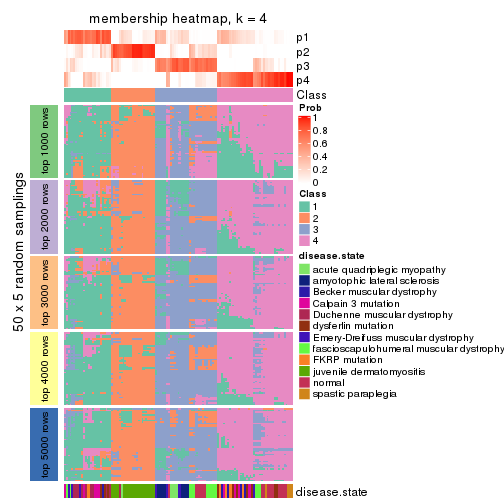 membership heatmap, k = 4
p1
p2
p3
p4
Class
50 x 5 random samplings
top 1000 rows
top 2000 rows
top 3000 rows
top 4000 rows
top 5000 rows
Prob
1
0.8
0.6
0.4
0.2
0
Class
1
2
3
4
disease.state
acute quadriplegic myopathy
amyotophic lateral sclerosis
Becker muscular dystrophy
Calpain 3 mutation
Duchenne muscular dystrophy
dysferlin mutation
Emery-Dreifuss muscular dystrophy
fascioscapulohumeral muscular dystrophy
FKRP mutation
juvenile dermatomyositis
normal
spastic paraplegia
disease.state